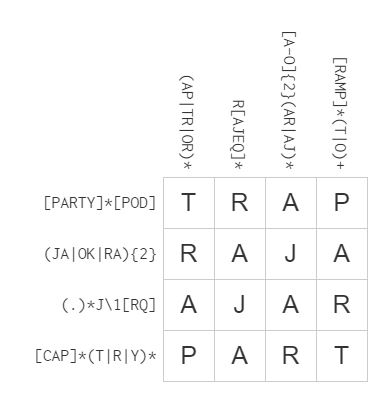 (AP|TR|OR)*
R[AJEQ]*
[A-O]{2}(AR|AJ)*
[RAMP]*(T|O)+
[PARTY]*[POD] T R A P
(JA|OK|RA){2} R A J A
(.)*J\1[RQ] A J A R
[CAP]*(T|R|Y)* P A R T